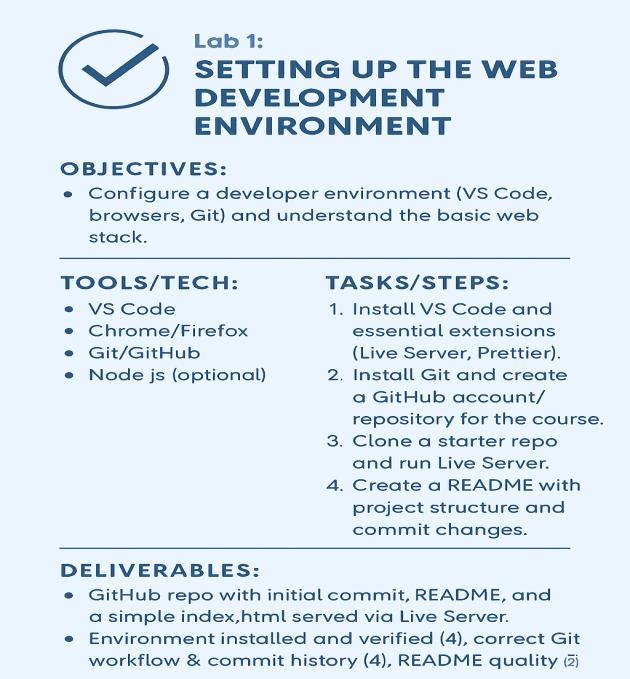 Lab 1:
SETTING UP THE WEB
DEVELOPMENT
ENVIRONMENT
OBJECTIVES:
• Configure a developer environment (VS Code,
browsers, Git) and understand the basic web
stack.
TOOLS/TECH:
• VS Code
• Chrome/Firefox
• Git/GitHub
• Node js (optional)
TASKS/STEPS:
1. Install VS Code and
essential extensions
(Live Server, Prettier).
2. Install Git and create
a GitHub account/
repository for the course.
3. Clone a starter repo
and run Live Server.
4. Create a README with
project structure and
commit changes.
DELIVERABLES:
• GitHub repo with initial commit, README, and
a simple index,html served via Live Server.
• Environment installed and verified (4), correct Git
workflow & commit history (4), README quality (2)